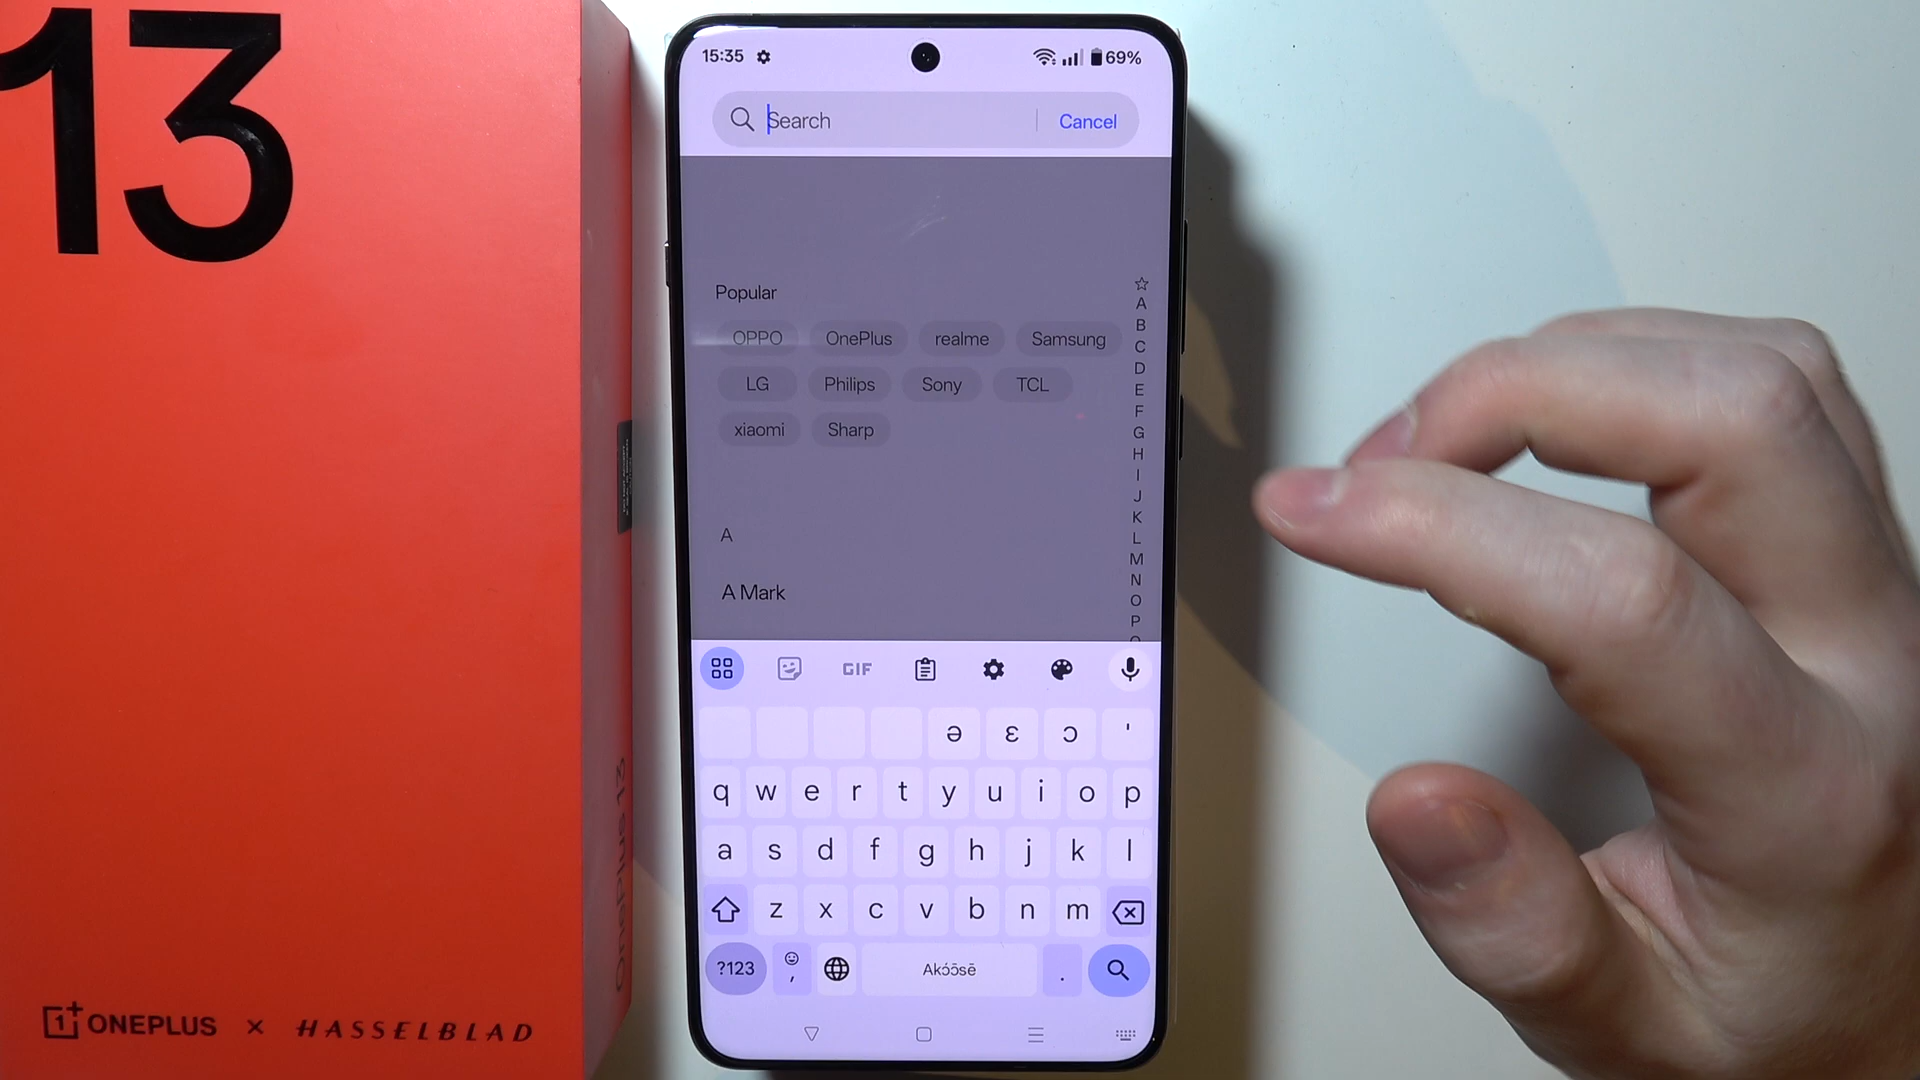 13
ONEPLUS × HASSELBLAD
OnePlus 13
15:35 69%
Search Cancel
Popular
OPPO OnePlus realme Samsung
LG Philips Sony TCL
xiaomi Sharp
A
A Mark
☆
A
B
C
D
E
F
G
H
I
J
K
L
M
N
O
P
GIF
ə ɛ ɔ '
q w e r t y u i o p
a s d f g h j k l
z x c v b n m
?123 , Akɔ́ɔ̄sē .